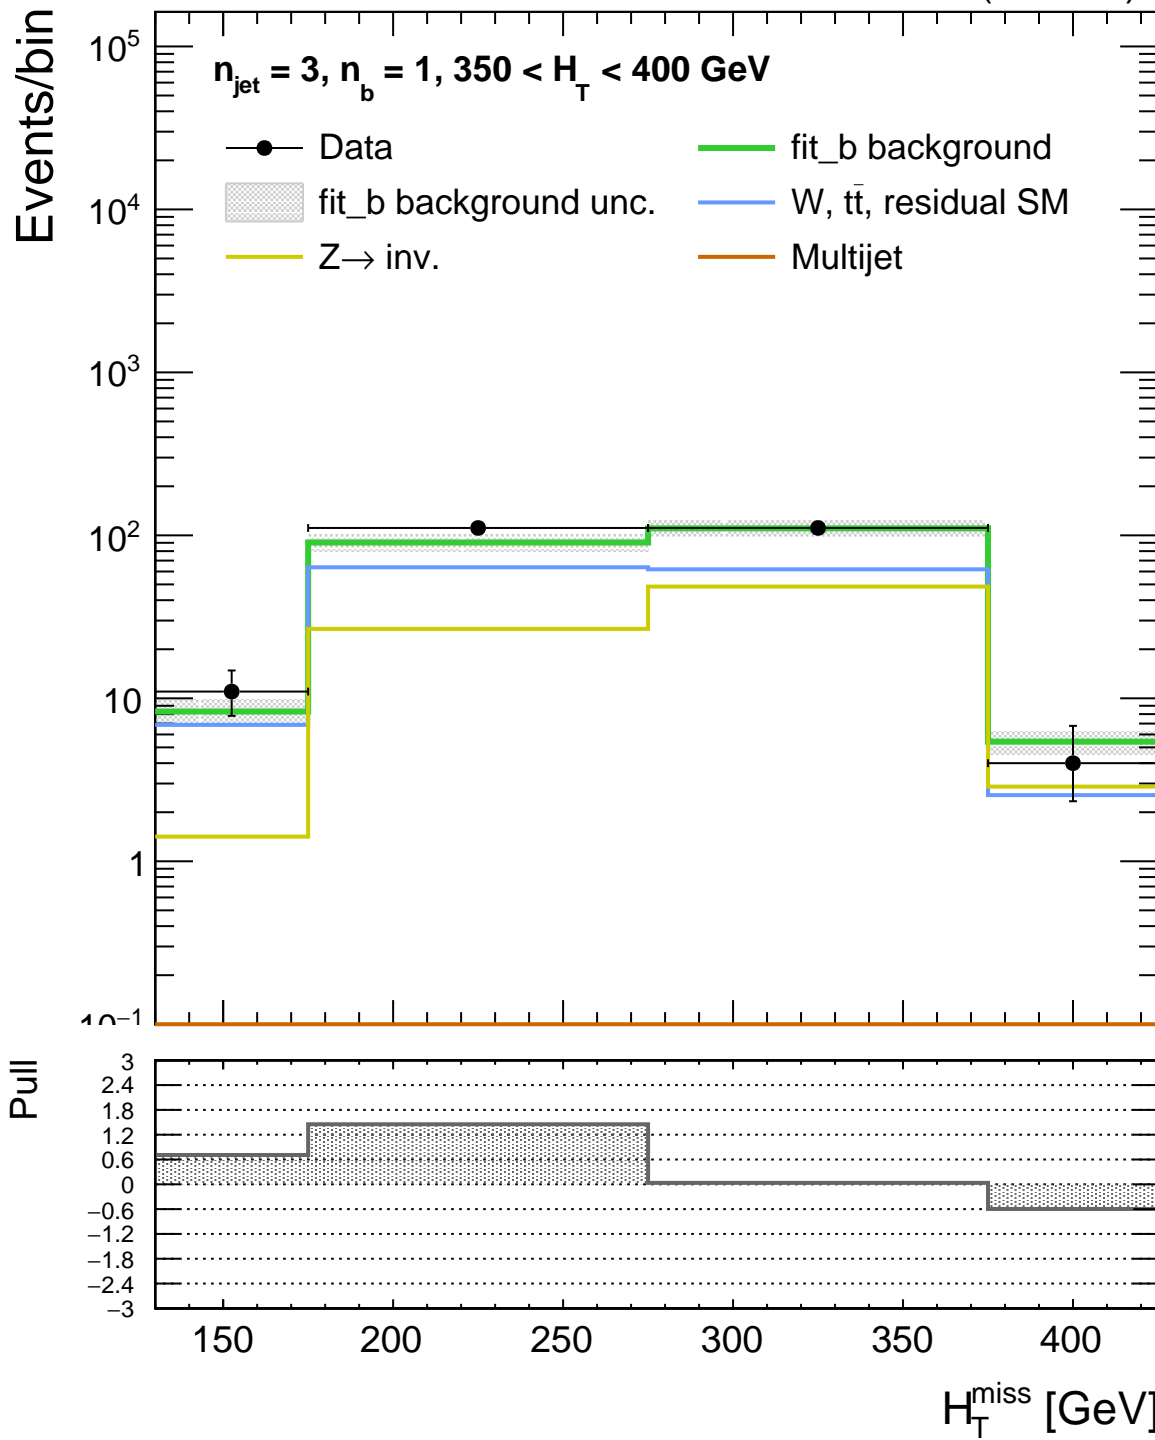 Events/bin
10^5
10^4
10^3
10^2
10
1
10^−1
n_jet = 3, n_b = 1, 350 < H_T < 400 GeV
Data
fit_b background
fit_b background unc.
W, tt̄, residual SM
Z→ inv.
Multijet
Pull
3
2.4
1.8
1.2
0.6
0
−0.6
−1.2
−1.8
−2.4
−3
150 200 250 300 350 400
H_T^miss [GeV]